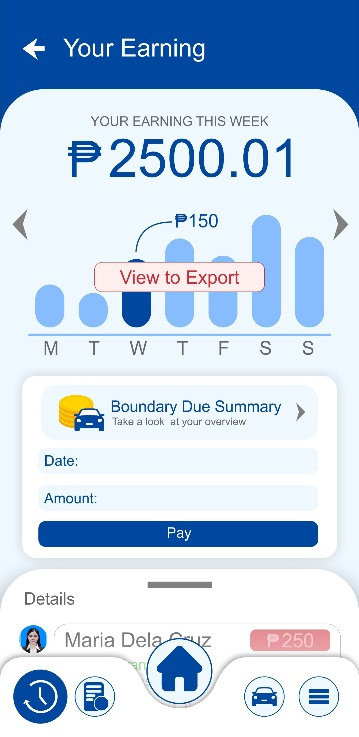 Your Earning
YOUR EARNING THIS WEEK
₱2500.01
₱150
View to Export
M T W T F S S
Boundary Due Summary
Take a look at your overview
Date:
Amount:
Pay
Details
Maria Dela Cruz
₱250